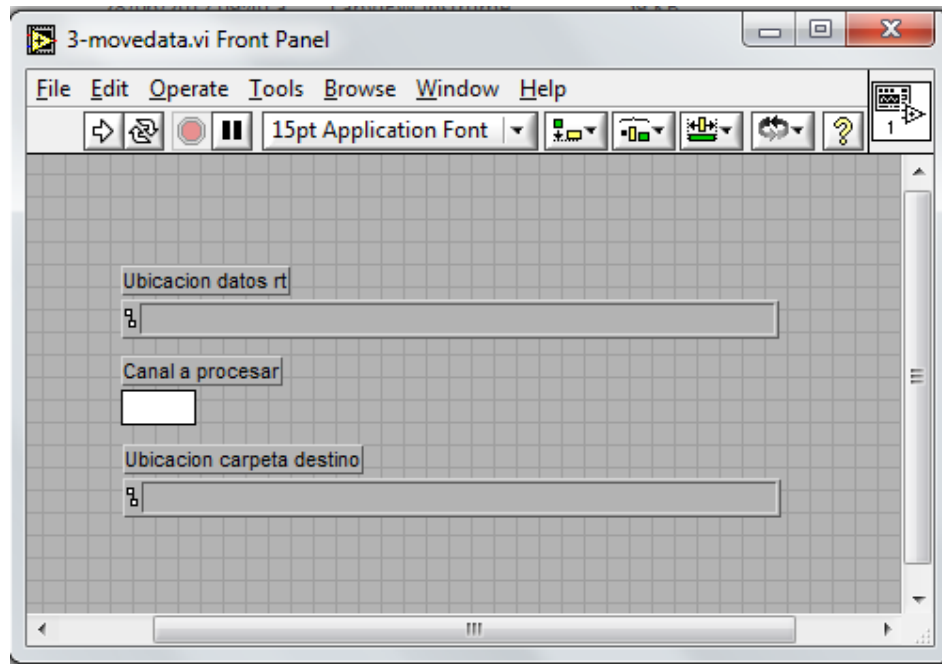 3-movedata.vi Front Panel
File Edit Operate Tools Browse Window Help
15pt Application Font
1
Ubicacion datos rt
Canal a procesar
Ubicacion carpeta destino